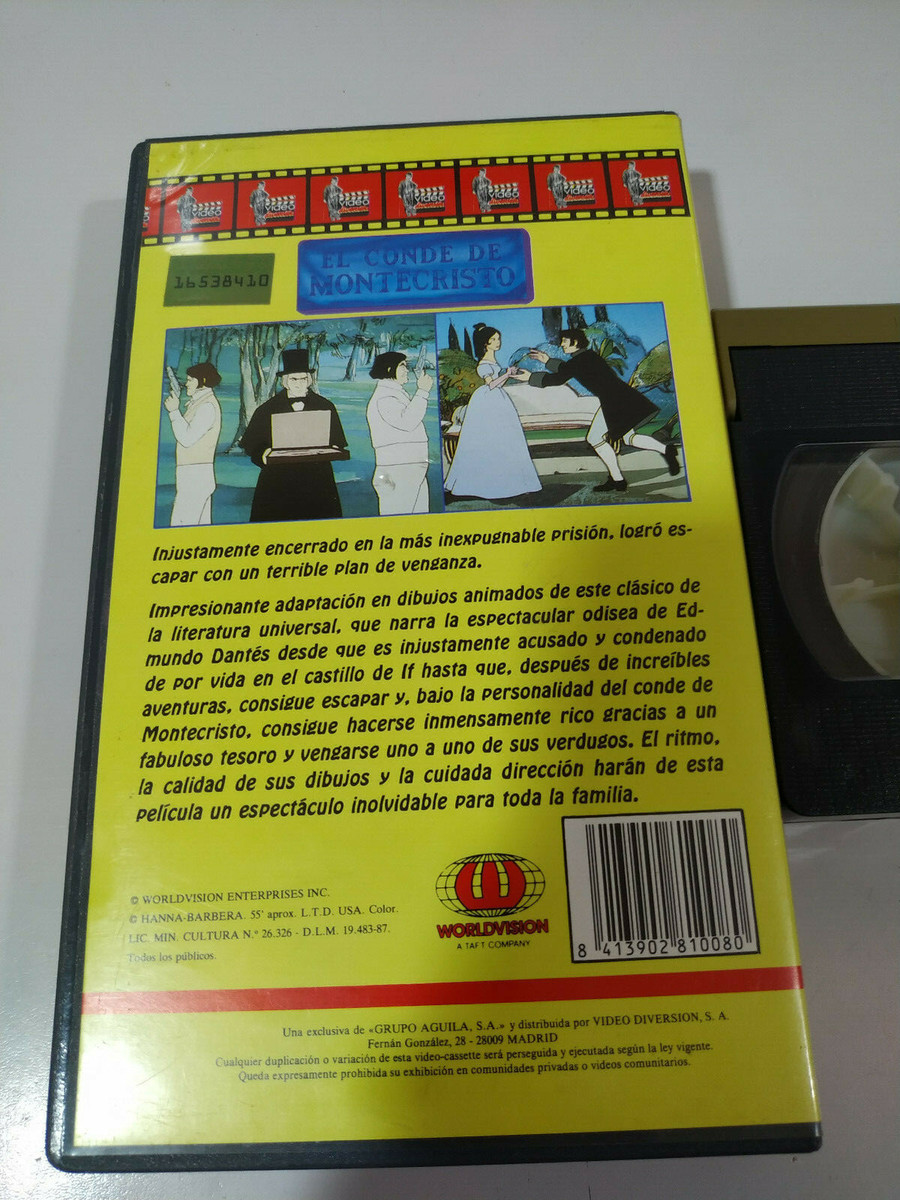 video
video
video
video
video
video
video
16538410
EL CONDE DE
MONTECRISTO
Injustamente encerrado en la más inexpugnable prisión, logró es-
capar con un terrible plan de venganza.
Impresionante adaptación en dibujos animados de este clásico de
la literatura universal, que narra la espectacular odisea de Ed-
mundo Dantés desde que es injustamente acusado y condenado
de por vida en el castillo de If hasta que, después de increíbles
aventuras, consigue escapar y, bajo la personalidad del conde de
Montecristo, consigue hacerse inmensamente rico gracias a un
fabuloso tesoro y vengarse uno a uno de sus verdugos. El ritmo,
la calidad de sus dibujos y la cuidada dirección harán de esta
película un espectáculo inolvidable para toda la familia.
© WORLDVISION ENTERPRISES INC.
© HANNA-BARBERA. 55' aprox. L.T.D. USA. Color.
LIC. MIN. CULTURA N.º 26.326 - D.L.M. 19.483-87.
Todos los públicos.
WORLDVISION
A TAFT COMPANY
8 413902 810080
Una exclusiva de «GRUPO AGUILA, S.A.» y distribuida por VIDEO DIVERSION, S. A.
Fernán González, 28 - 28009 MADRID
Cualquier duplicación o variación de esta video-cassette será perseguida y ejecutada según la ley vigente.
Queda expresamente prohibida su exhibición en comunidades privadas o videos comunitarios.